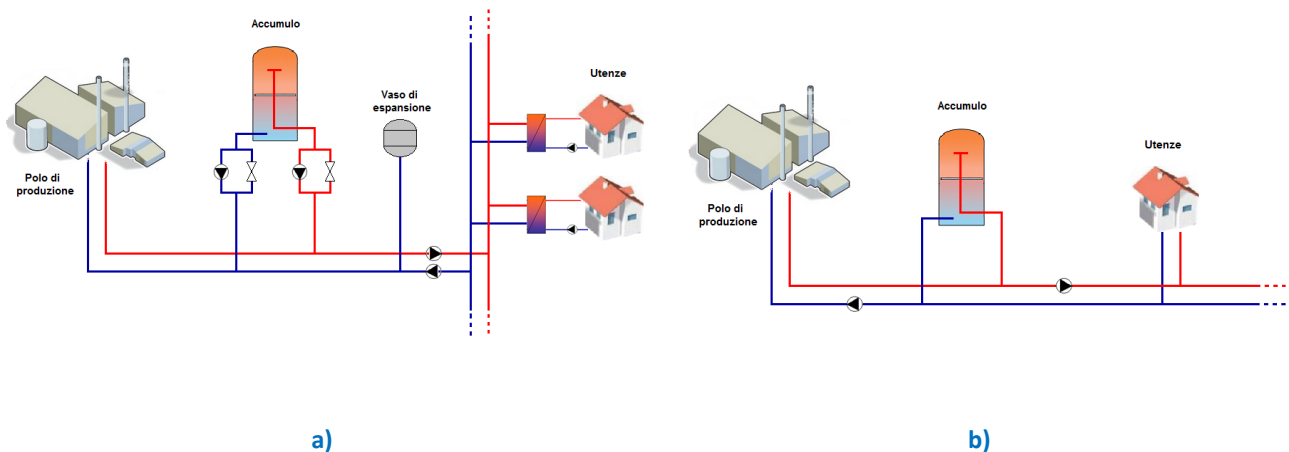 Accumulo
Vaso di
espansione
Utenze
Polo di
produzione
a)
Accumulo
Utenze
Polo di
produzione
b)